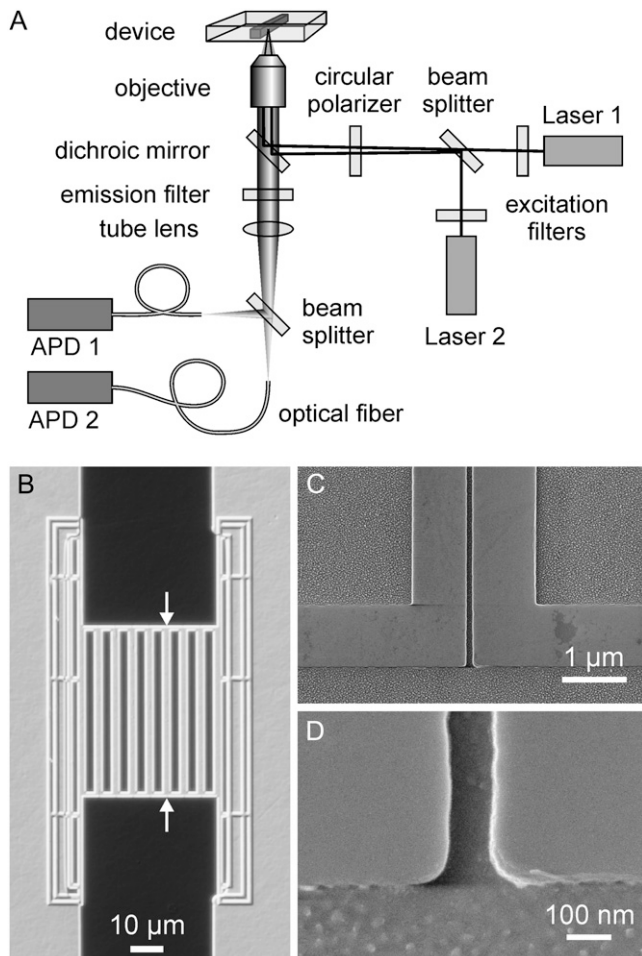 A
device
objective
dichroic mirror
emission filter
tube lens
circular
polarizer
beam
splitter
Laser 1
excitation
filters
Laser 2
beam
splitter
APD 1
APD 2
optical fiber
B
10 µm
C
1 µm
D
100 nm